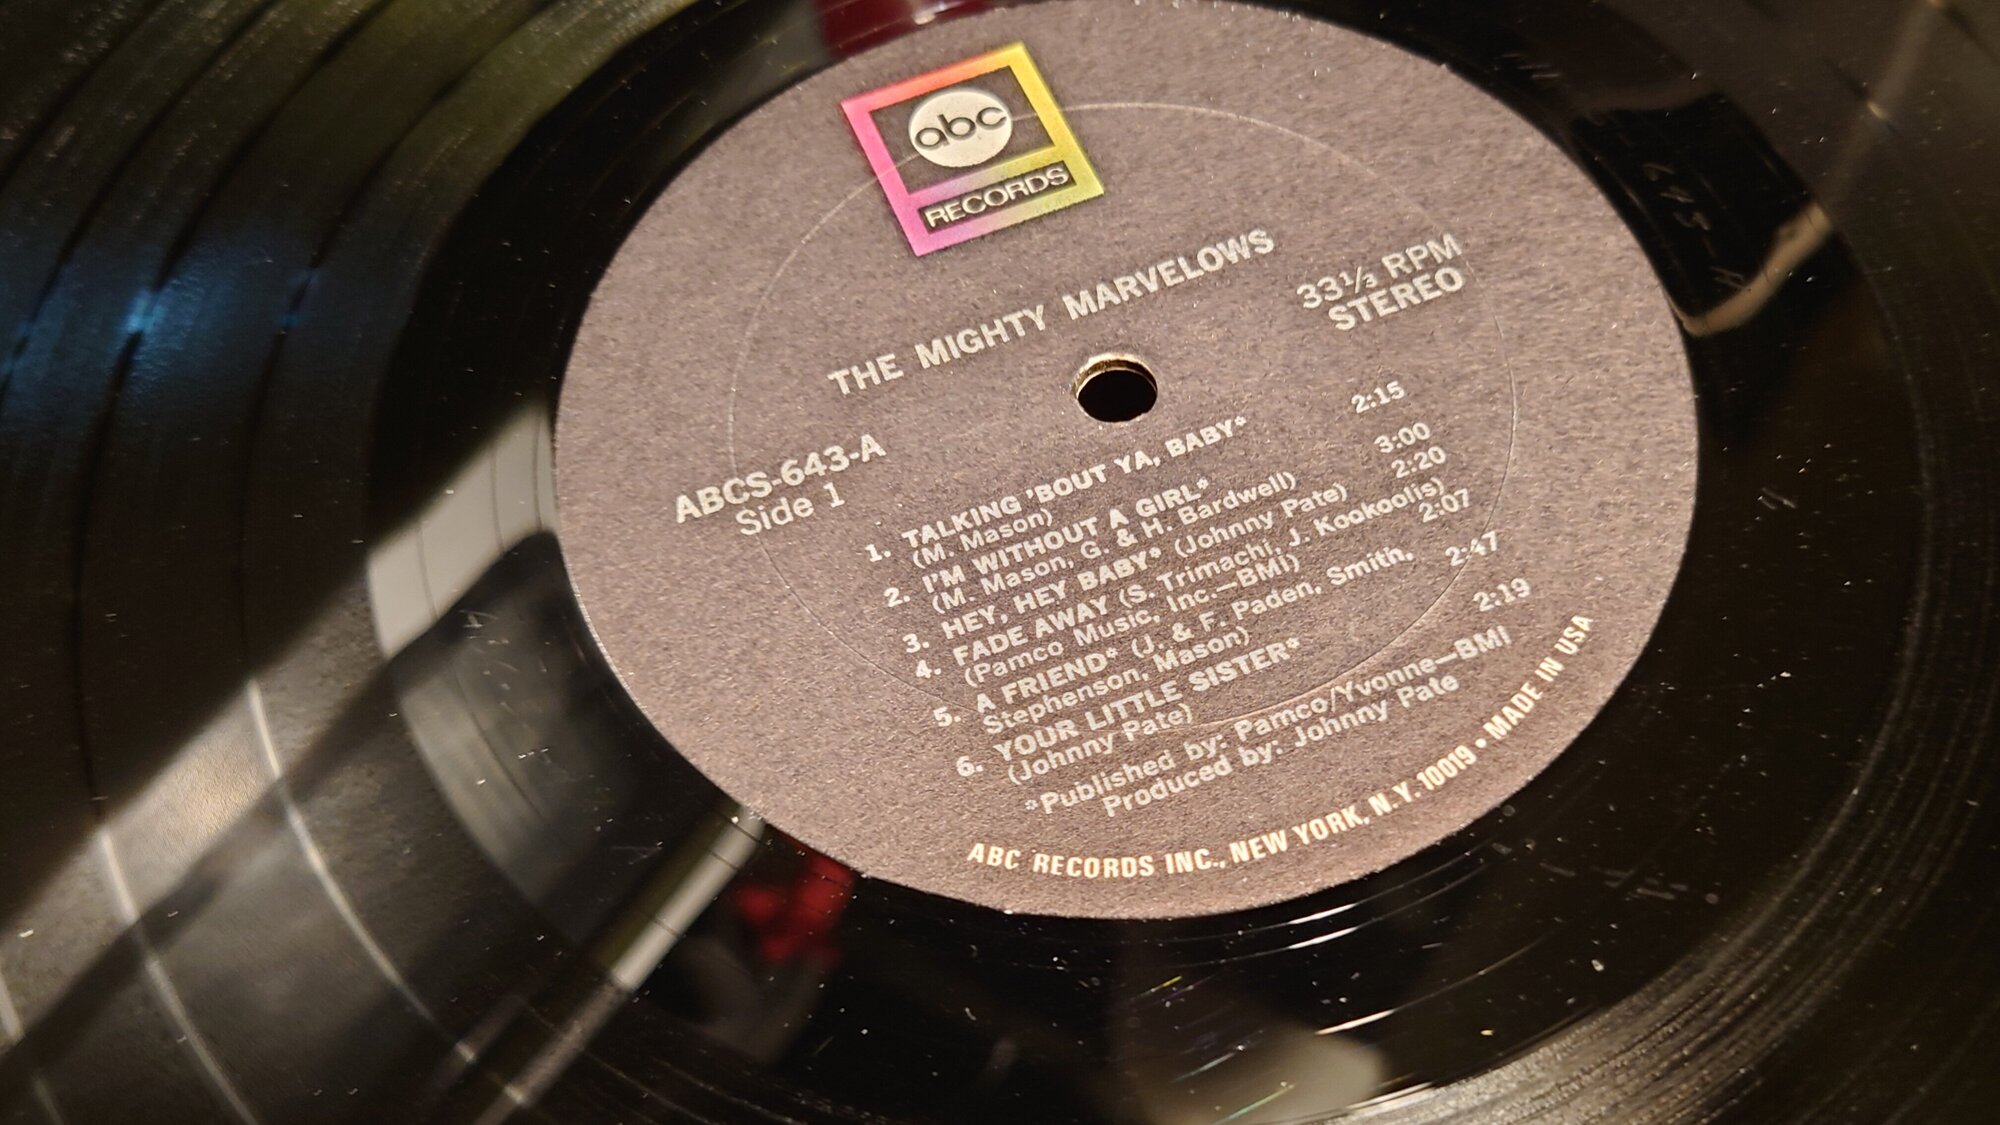 abc
RECORDS
THE MIGHTY MARVELOWS
33⅓ RPM
STEREO
ABCS-643-A
Side 1
1. TALKING 'BOUT YA, BABY* 2:15
(M. Mason)
2. I'M WITHOUT A GIRL* 3:00
(M. Mason, G. & H. Bardwell)
3. HEY, HEY BABY* (Johnny Pate) 2:20
4. FADE AWAY (S. Trimachi, J. Kookoolis) 2:07
(Pamco Music, Inc.—BMI)
5. A FRIEND* (J. & F. Paden, Smith, 2:47
Stephenson, Mason)
6. YOUR LITTLE SISTER* 2:19
(Johnny Pate)
*Published by: Pamco/Yvonne—BMI
Produced by: Johnny Pate
ABC RECORDS INC., NEW YORK, N.Y. 10019 • MADE IN USA